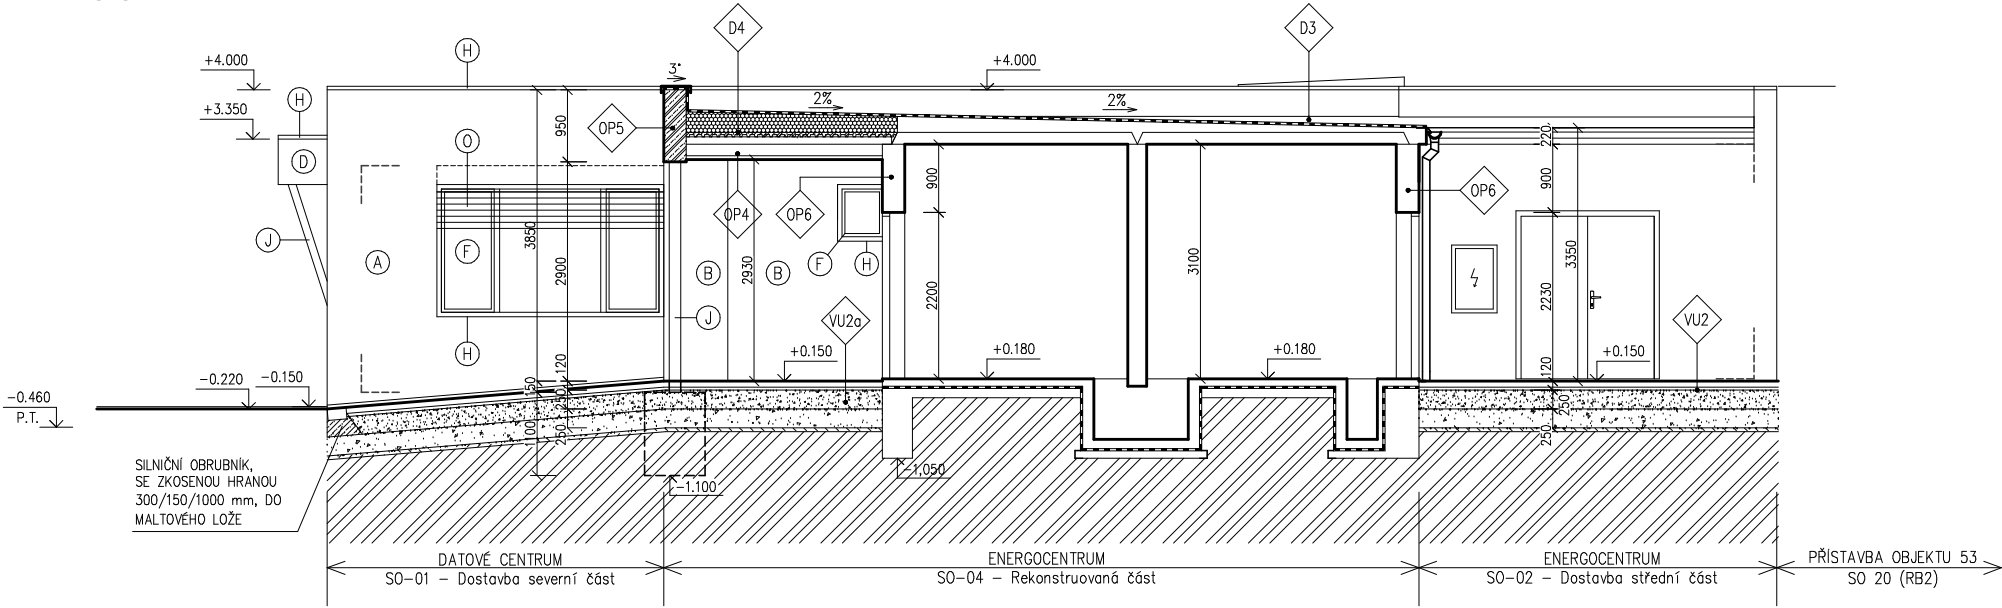 D4
D3
H
3°
+4.000
+4.000
H
+3.350
2%
2%
950
OP5
220
O
D
900
900
OP6
F
OP4
OP6
J
A
F
3850
2900
B
2930
B
F
H
3100
3350
2200
2230
J
VU2a
VU2
H
+0.150
+0.180
+0.180
+0.150
120
120
-0.220
-0.150
150
-0.460
P.T.
250
250
250
-1,050
-1.100
SILNIČNÍ OBRUBNÍK,
SE ZKOSENOU HRANOU
300/150/1000 mm, DO
MALTOVÉHO LOŽE
DATOVÉ CENTRUM
SO-01 - Dostavba severní část
ENERGOCENTRUM
SO-04 - Rekonstruovaná část
ENERGOCENTRUM
SO-02 - Dostavba střední část
PŘÍSTAVBA OBJEKTU 53
SO 20 (RB2)